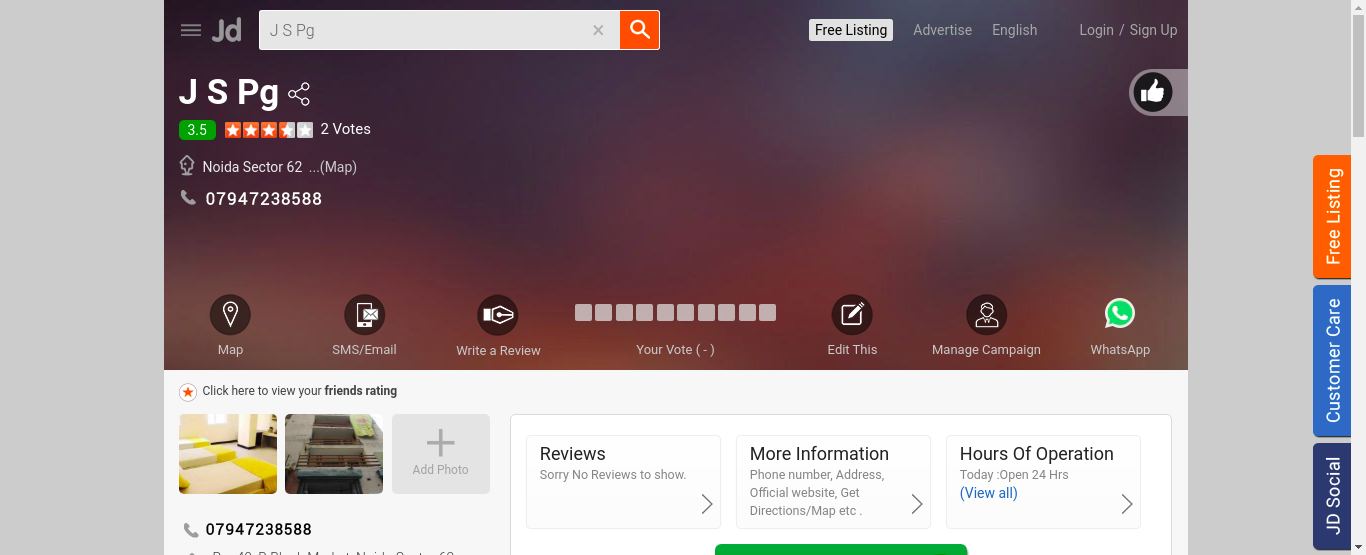 Jd
J S Pg
Free Listing
Advertise
English
Login / Sign Up
J S Pg
3.5
2 Votes
Noida Sector 62 ...(Map)
07947238588
Map
SMS/Email
Write a Review
Your Vote ( - )
Edit This
Manage Campaign
WhatsApp
Click here to view your friends rating
Add Photo
Reviews
Sorry No Reviews to show.
More Information
Phone number, Address,
Official website, Get
Directions/Map etc .
Hours Of Operation
Today :Open 24 Hrs
(View all)
07947238588
Free Listing
Customer Care
JD Social